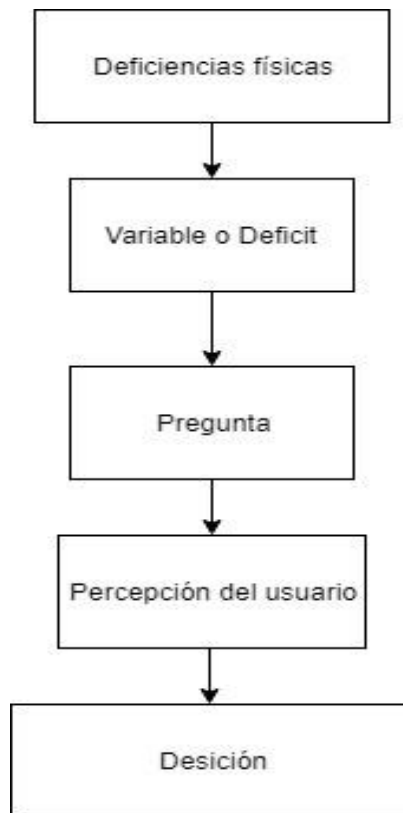 Deficiencias físicas
Variable o Deficit
Pregunta
Percepción del usuario
Desición